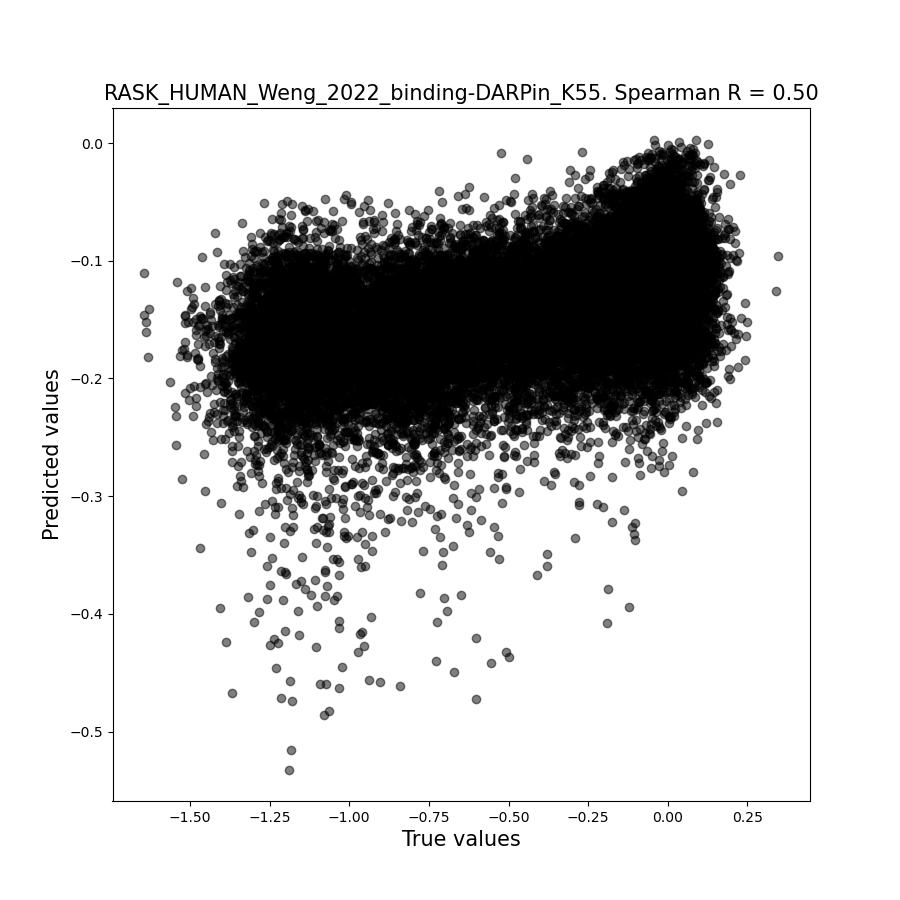 RASK_HUMAN_Weng_2022_binding-DARPin_K55. Spearman R = 0.50
0.0
−0.1
−0.2
−0.3
−0.4
−0.5
Predicted values
−1.50 −1.25 −1.00 −0.75 −0.50 −0.25 0.00 0.25
True values